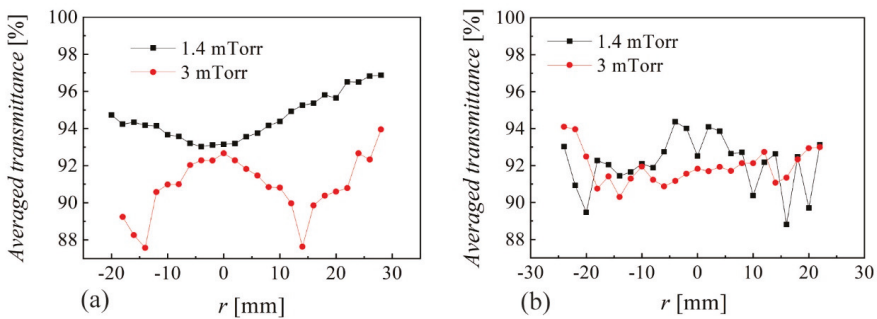 100
98
96
94
92
90
88
Averaged transmittance [%]
1.4 mTorr
3 mTorr
-20 -10 0 10 20 30
(a)
r [mm]
100
98
96
94
92
90
88
Averaged transmittance [%]
1.4 mTorr
3 mTorr
-30 -20 -10 0 10 20 30
(b)
r [mm]